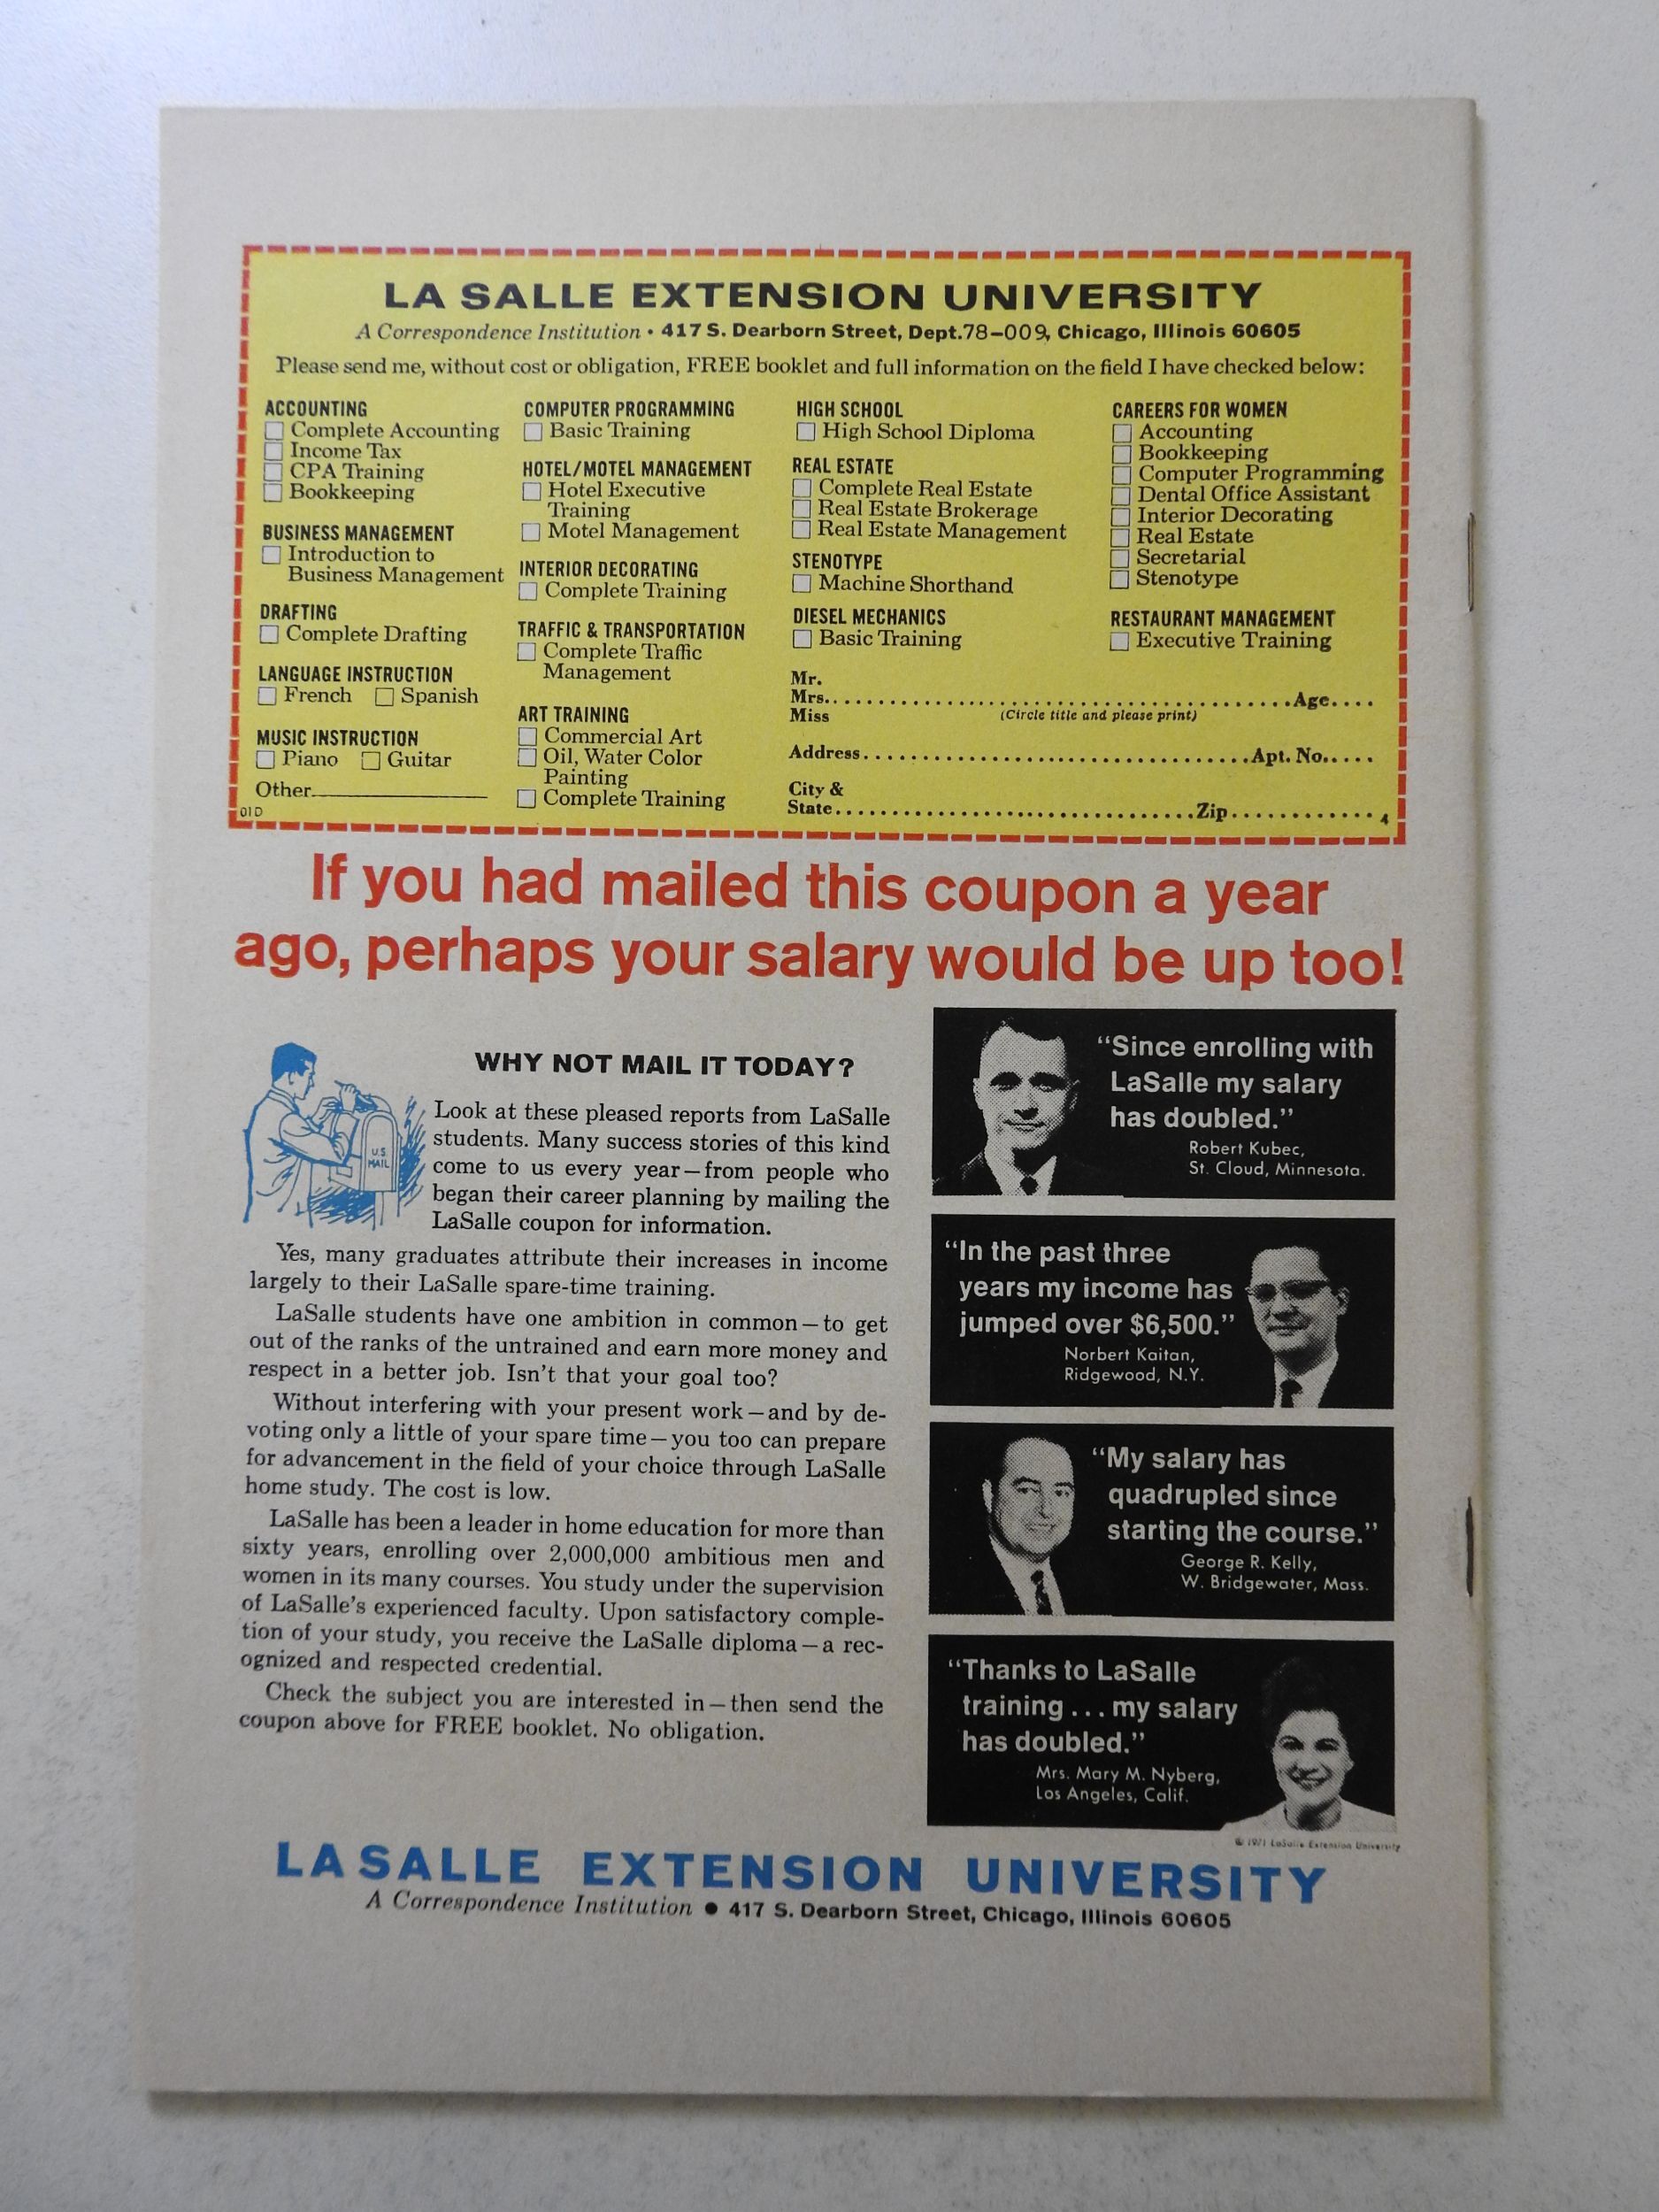 LA SALLE EXTENSION UNIVERSITY
A Correspondence Institution • 417 S. Dearborn Street, Dept. 78-009, Chicago, Illinois 60605
Please send me, without cost or obligation, FREE booklet and full information on the field I have checked below:
ACCOUNTING
Complete Accounting
Income Tax
CPA Training
Bookkeeping
BUSINESS MANAGEMENT
Introduction to
Business Management
DRAFTING
Complete Drafting
LANGUAGE INSTRUCTION
French Spanish
MUSIC INSTRUCTION
Piano Guitar
Other
01D
COMPUTER PROGRAMMING
Basic Training
HOTEL/MOTEL MANAGEMENT
Hotel Executive
Training
Motel Management
INTERIOR DECORATING
Complete Training
TRAFFIC & TRANSPORTATION
Complete Traffic
Management
ART TRAINING
Commercial Art
Oil, Water Color
Painting
Complete Training
HIGH SCHOOL
High School Diploma
REAL ESTATE
Complete Real Estate
Real Estate Brokerage
Real Estate Management
STENOTYPE
Machine Shorthand
DIESEL MECHANICS
Basic Training
CAREERS FOR WOMEN
Accounting
Bookkeeping
Computer Programming
Dental Office Assistant
Interior Decorating
Real Estate
Secretarial
Stenotype
RESTAURANT MANAGEMENT
Executive Training
Mr.
Mrs. Age
Miss (Circle title and please print)
Address Apt. No.
City &
State Zip 4
If you had mailed this coupon a year
ago, perhaps your salary would be up too!
U.S.
MAIL
WHY NOT MAIL IT TODAY?
Look at these pleased reports from LaSalle
students. Many success stories of this kind
come to us every year—from people who
began their career planning by mailing the
LaSalle coupon for information.
Yes, many graduates attribute their increases in income
largely to their LaSalle spare-time training.
LaSalle students have one ambition in common—to get
out of the ranks of the untrained and earn more money and
respect in a better job. Isn't that your goal too?
Without interfering with your present work—and by de-
voting only a little of your spare time—you too can prepare
for advancement in the field of your choice through LaSalle
home study. The cost is low.
LaSalle has been a leader in home education for more than
sixty years, enrolling over 2,000,000 ambitious men and
women in its many courses. You study under the supervision
of LaSalle's experienced faculty. Upon satisfactory comple-
tion of your study, you receive the LaSalle diploma—a rec-
ognized and respected credential.
Check the subject you are interested in—then send the
coupon above for FREE booklet. No obligation.
"Since enrolling with
LaSalle my salary
has doubled."
Robert Kubec,
St. Cloud, Minnesota.
"In the past three
years my income has
jumped over $6,500."
Norbert Kaitan,
Ridgewood, N.Y.
"My salary has
quadrupled since
starting the course."
George R. Kelly,
W. Bridgewater, Mass.
"Thanks to LaSalle
training . . . my salary
has doubled."
Mrs. Mary M. Nyberg,
Los Angeles, Calif.
© 1971 LaSalle Extension University
LASALLE EXTENSION UNIVERSITY
A Correspondence Institution • 417 S. Dearborn Street, Chicago, Illinois 60605